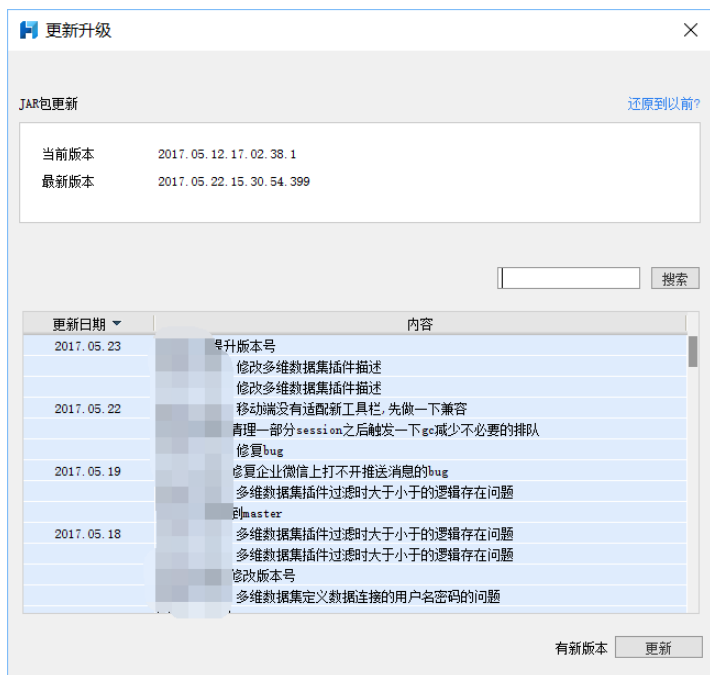 更新升级
JAR包更新 还原到以前?
当前版本 2017.05.12.17.02.38.1
最新版本 2017.05.22.15.30.54.399
搜索
更新日期 内容
2017.05.23 提升版本号
修改多维数据集插件描述
修改多维数据集插件描述
2017.05.22 移动端没有适配新工具栏,先做一下兼容
清理一部分session之后触发一下gc减少不必要的排队
修复bug
2017.05.19 修复企业微信上打不开推送消息的bug
多维数据集插件过滤时大于小于的逻辑存在问题
到master
2017.05.18 多维数据集插件过滤时大于小于的逻辑存在问题
多维数据集插件过滤时大于小于的逻辑存在问题
修改版本号
多维数据集定义数据连接的用户名密码的问题
有新版本 更新